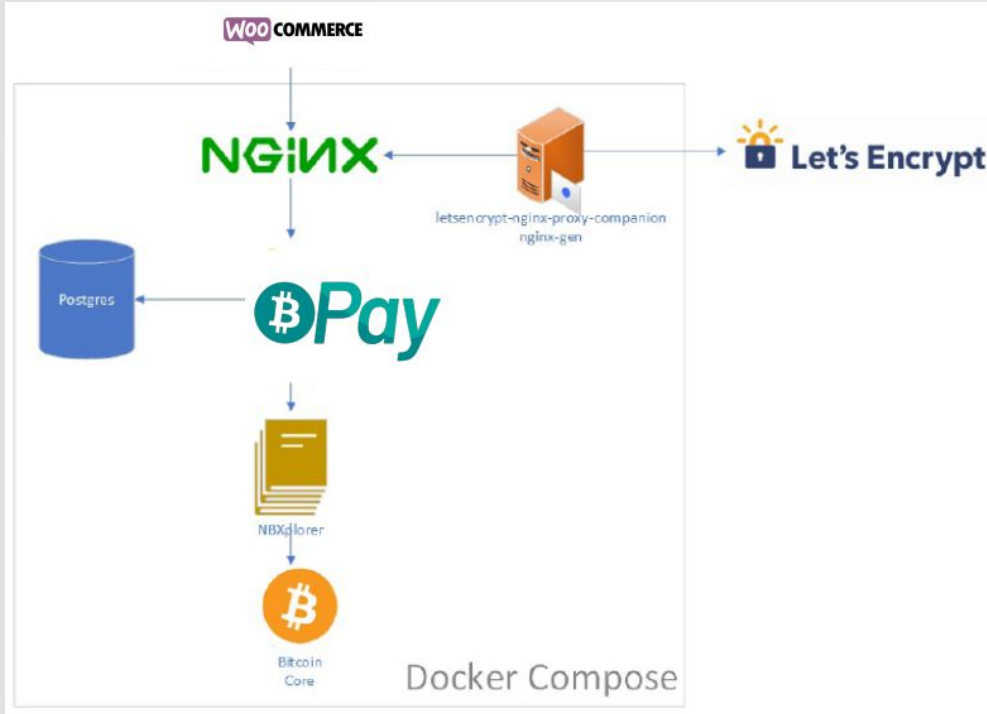 WOO COMMERCE
NGINX
Let's Encrypt
letsencrypt-nginx-proxy-companion
nginx-gen
Postgres
₿Pay
NBXplorer
Bitcoin
Core
Docker Compose